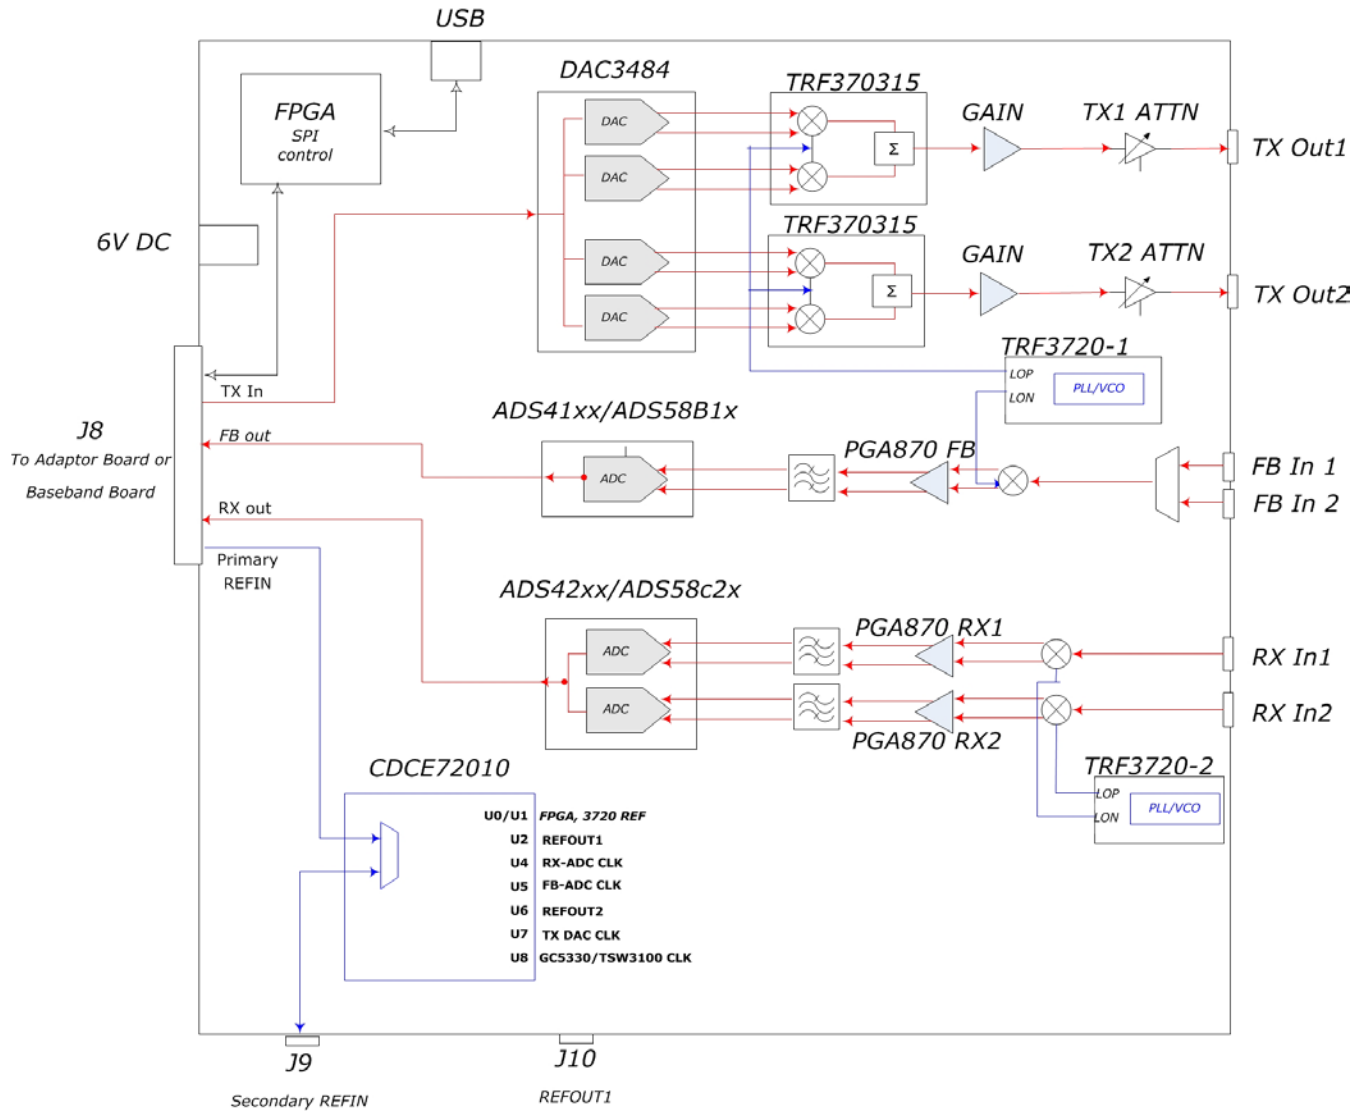 USB
FPGA
SPI
control
DAC3484
DAC
DAC
DAC
DAC
TRF370315
Σ
GAIN
TX1 ATTN
TX Out1
TRF370315
Σ
GAIN
TX2 ATTN
TX Out2
6V DC
TRF3720-1
LOP
LON
PLL/VCO
J8
To Adaptor Board or
Baseband Board
TX In
FB out
RX out
Primary
REFIN
ADS41xx/ADS58B1x
ADC
PGA870 FB
FB In 1
FB In 2
ADS42xx/ADS58c2x
ADC
ADC
PGA870 RX1
PGA870 RX2
RX In1
RX In2
TRF3720-2
LOP
LON
PLL/VCO
CDCE72010
U0/U1 FPGA, 3720 REF
U2 REFOUT1
U4 RX-ADC CLK
U5 FB-ADC CLK
U6 REFOUT2
U7 TX DAC CLK
U8 GC5330/TSW3100 CLK
J9
Secondary REFIN
J10
REFOUT1